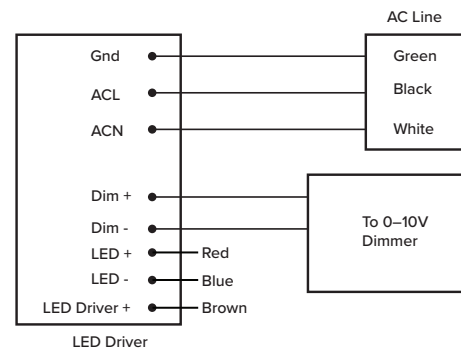 AC Line
Gnd
Green
ACL
Black
ACN
White
Dim +
To 0–10V
Dimmer
Dim -
LED +
Red
LED -
Blue
LED Driver +
Brown
LED Driver